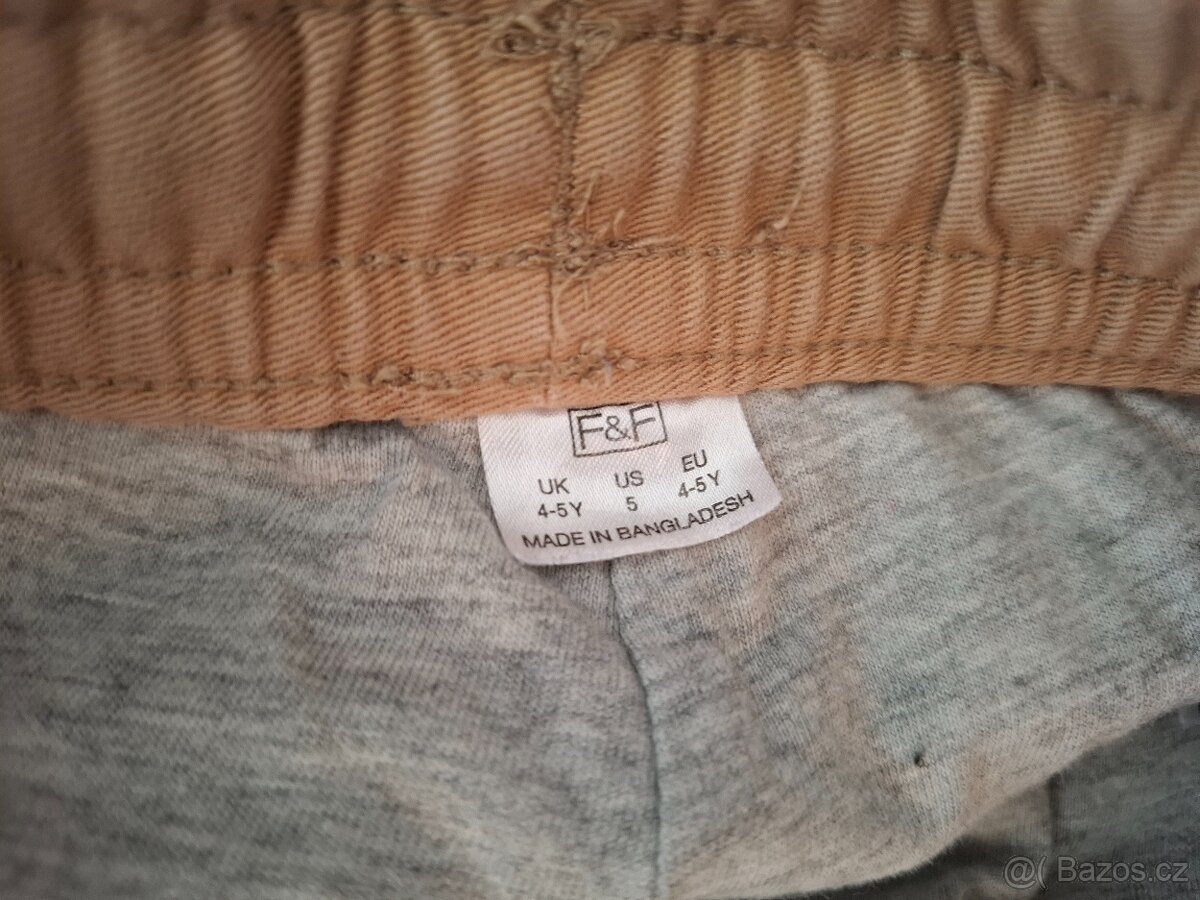 F&F
UK US EU
4-5Y 5 4-5Y
MADE IN BANGLADESH
@( Bazos.cz